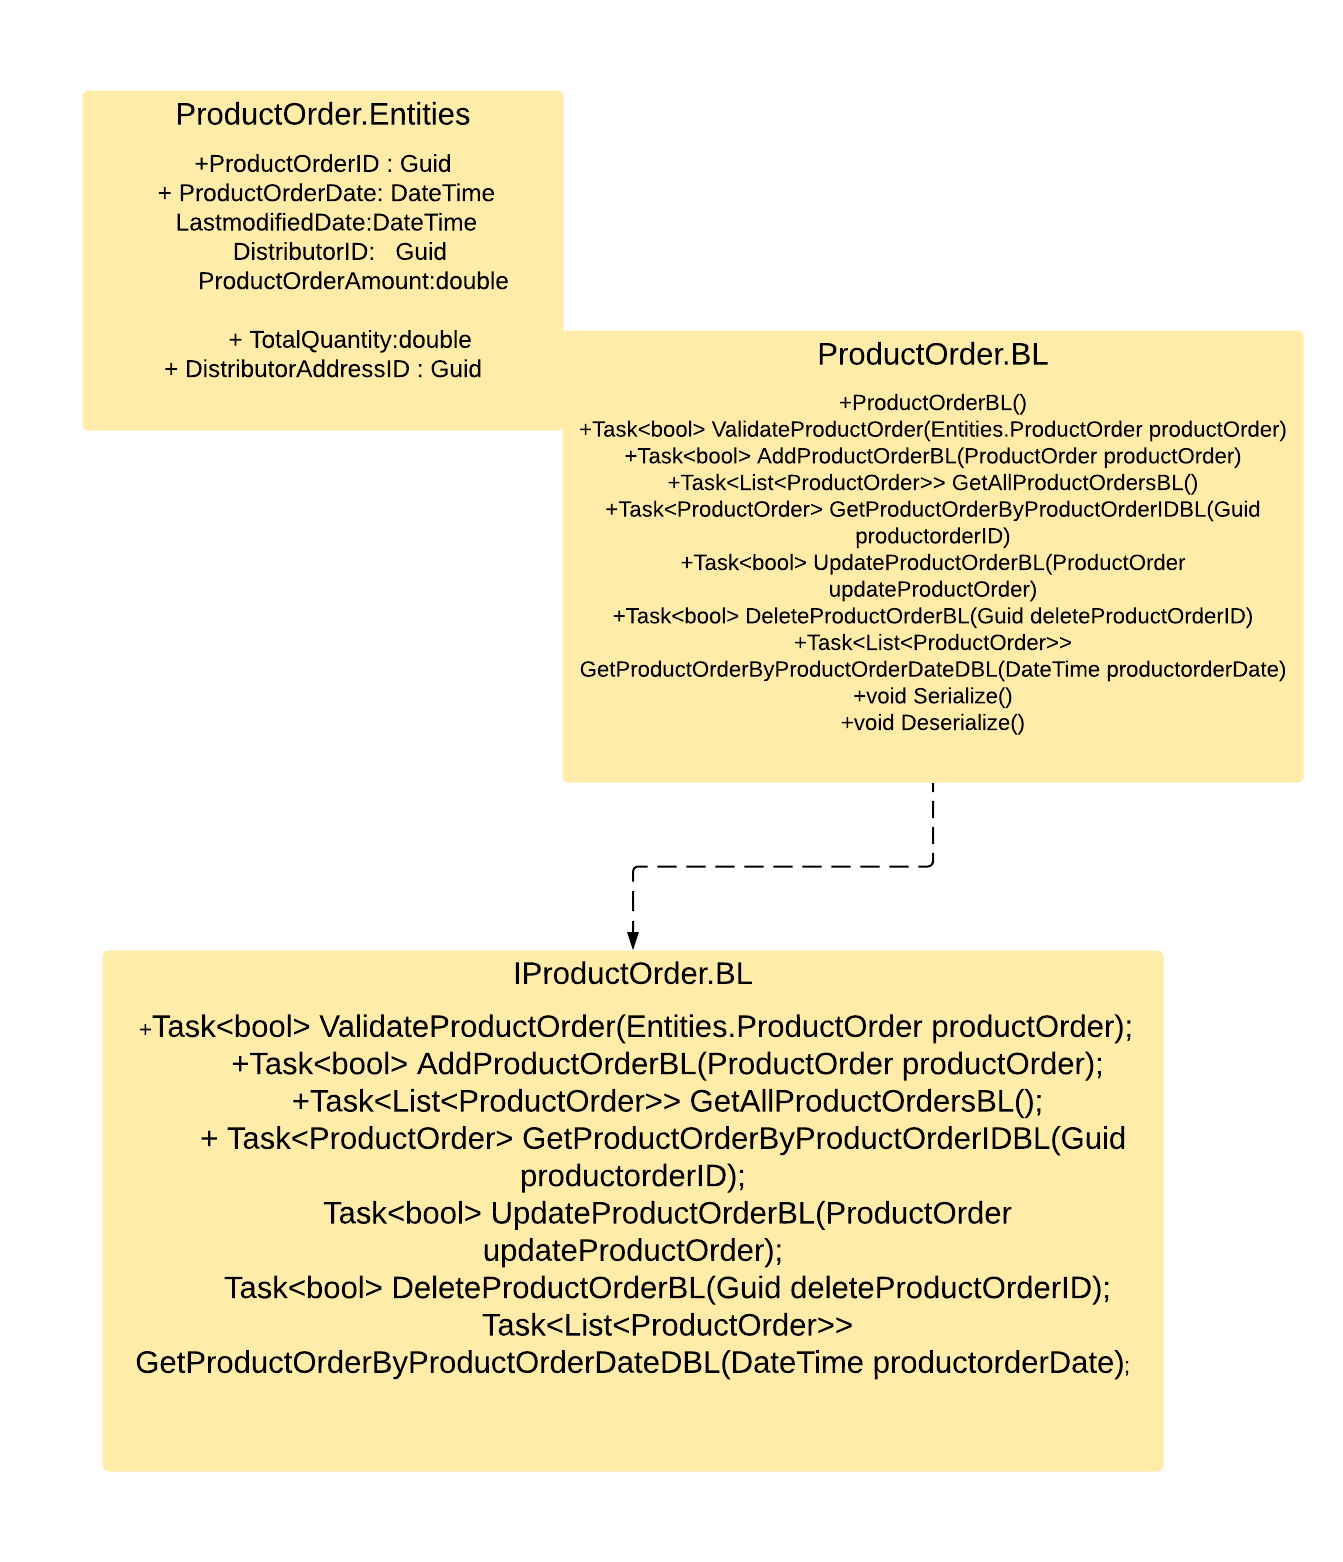 ProductOrder.Entities
+ProductOrderID : Guid
+ ProductOrderDate: DateTime
LastmodifiedDate:DateTime
DistributorID: Guid
ProductOrderAmount:double
+ TotalQuantity:double
+ DistributorAddressID : Guid
ProductOrder.BL
+ProductOrderBL()
+Task<bool> ValidateProductOrder(Entities.ProductOrder productOrder)
+Task<bool> AddProductOrderBL(ProductOrder productOrder)
+Task<List<ProductOrder>> GetAllProductOrdersBL()
+Task<ProductOrder> GetProductOrderByProductOrderIDBL(Guid
productorderID)
+Task<bool> UpdateProductOrderBL(ProductOrder
updateProductOrder)
+Task<bool> DeleteProductOrderBL(Guid deleteProductOrderID)
+Task<List<ProductOrder>>
GetProductOrderByProductOrderDateDBL(DateTime productorderDate)
+void Serialize()
+void Deserialize()
IProductOrder.BL
+Task<bool> ValidateProductOrder(Entities.ProductOrder productOrder);
+Task<bool> AddProductOrderBL(ProductOrder productOrder);
+Task<List<ProductOrder>> GetAllProductOrdersBL();
+ Task<ProductOrder> GetProductOrderByProductOrderIDBL(Guid
productorderID);
Task<bool> UpdateProductOrderBL(ProductOrder
updateProductOrder);
Task<bool> DeleteProductOrderBL(Guid deleteProductOrderID);
Task<List<ProductOrder>>
GetProductOrderByProductOrderDateDBL(DateTime productorderDate);